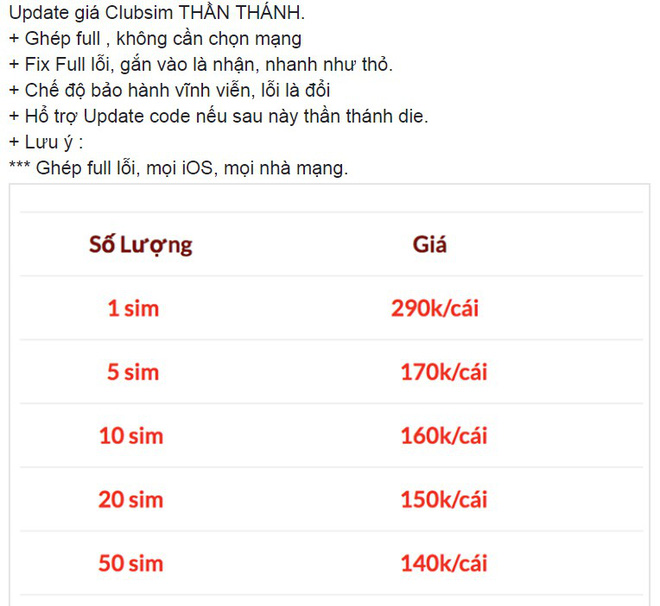 Update giá Clubsim THẦN THÁNH.
+ Ghép full , không cần chọn mạng
+ Fix Full lỗi, gắn vào là nhận, nhanh như thỏ.
+ Chế độ bảo hành vĩnh viễn, lỗi là đổi
+ Hổ trợ Update code nếu sau này thần thánh die.
+ Lưu ý :
*** Ghép full lỗi, mọi iOS, mọi nhà mạng.
Số Lượng Giá
1 sim 290k/cái
5 sim 170k/cái
10 sim 160k/cái
20 sim 150k/cái
50 sim 140k/cái